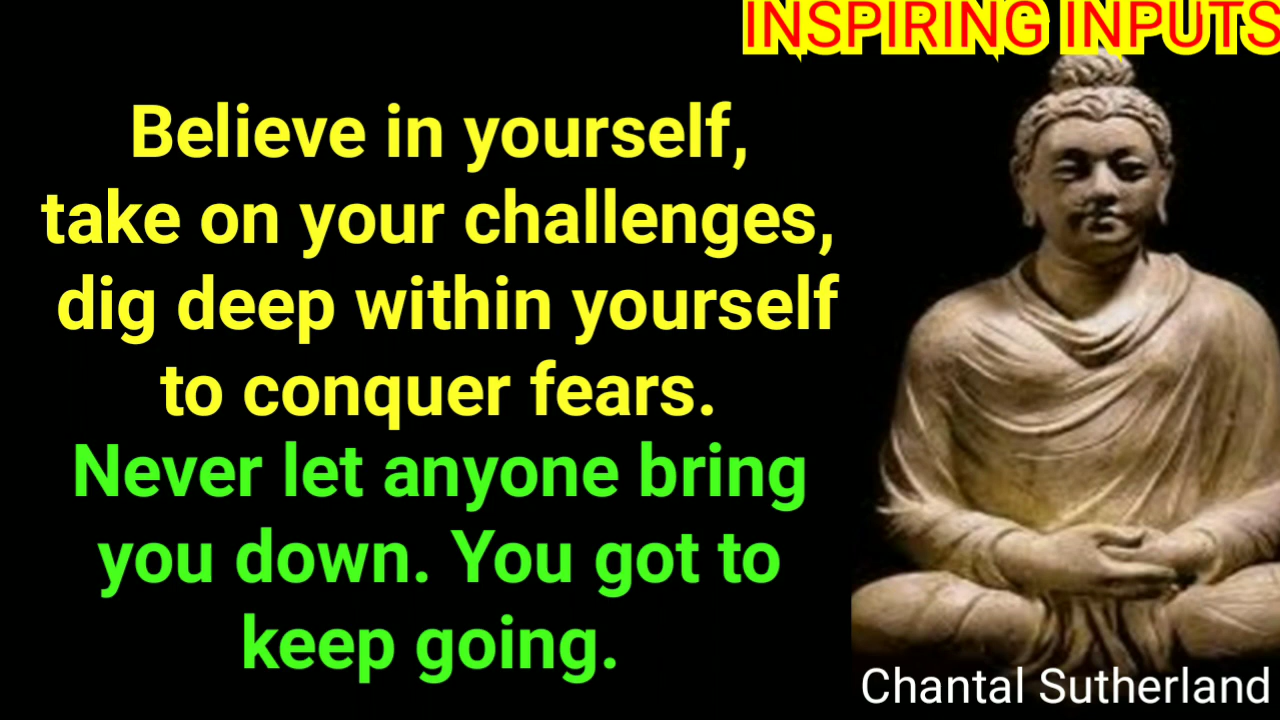 INSPIRING INPUTS
Believe in yourself,
take on your challenges,
dig deep within yourself
to conquer fears.
Never let anyone bring
you down. You got to
keep going.
Chantal Sutherland